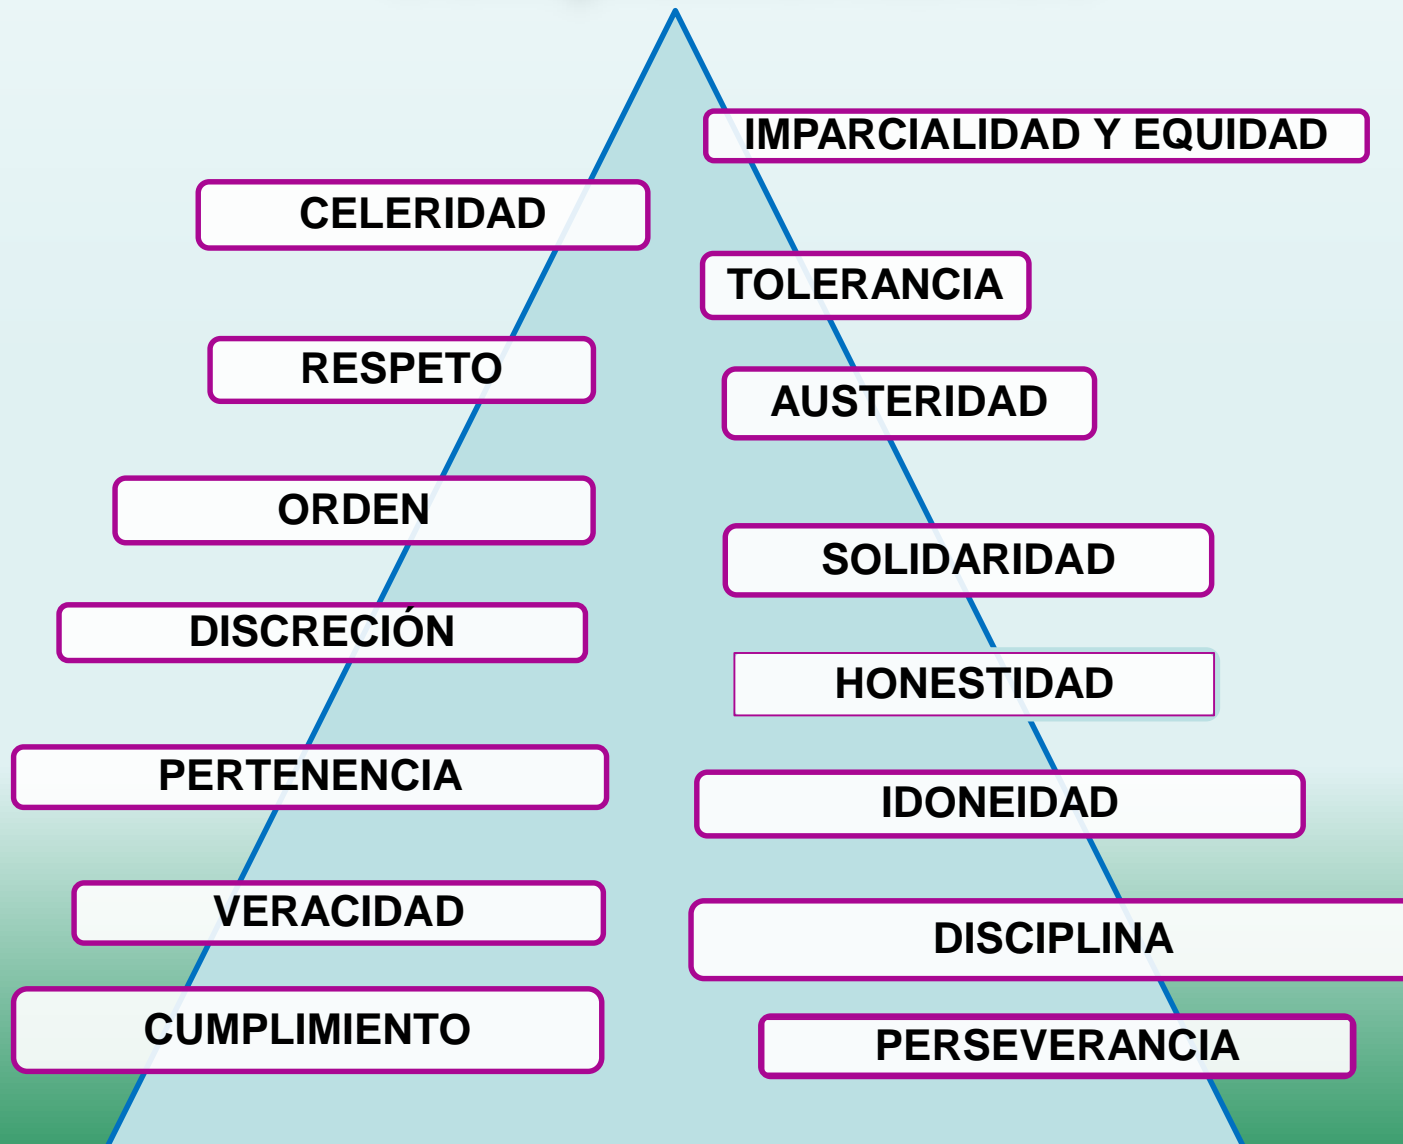 IMPARCIALIDAD Y EQUIDAD
CELERIDAD
TOLERANCIA
RESPETO
AUSTERIDAD
ORDEN
SOLIDARIDAD
DISCRECIÓN
HONESTIDAD
PERTENENCIA
IDONEIDAD
VERACIDAD
DISCIPLINA
CUMPLIMIENTO
PERSEVERANCIA